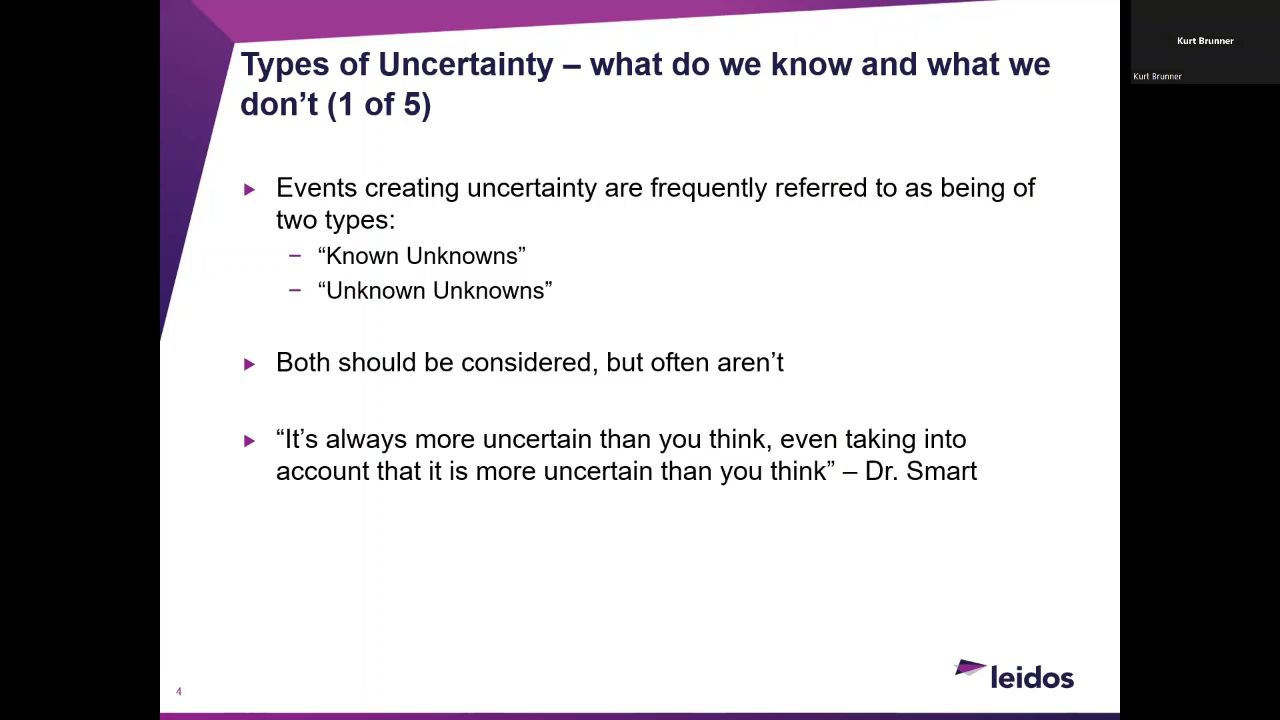 Types of Uncertainty – what do we know and what we
don’t (1 of 5)
Events creating uncertainty are frequently referred to as being of
two types:
– “Known Unknowns”
– “Unknown Unknowns”
Both should be considered, but often aren’t
“It’s always more uncertain than you think, even taking into
account that it is more uncertain than you think” – Dr. Smart
4
leidos
Kurt Brunner
Kurt Brunner